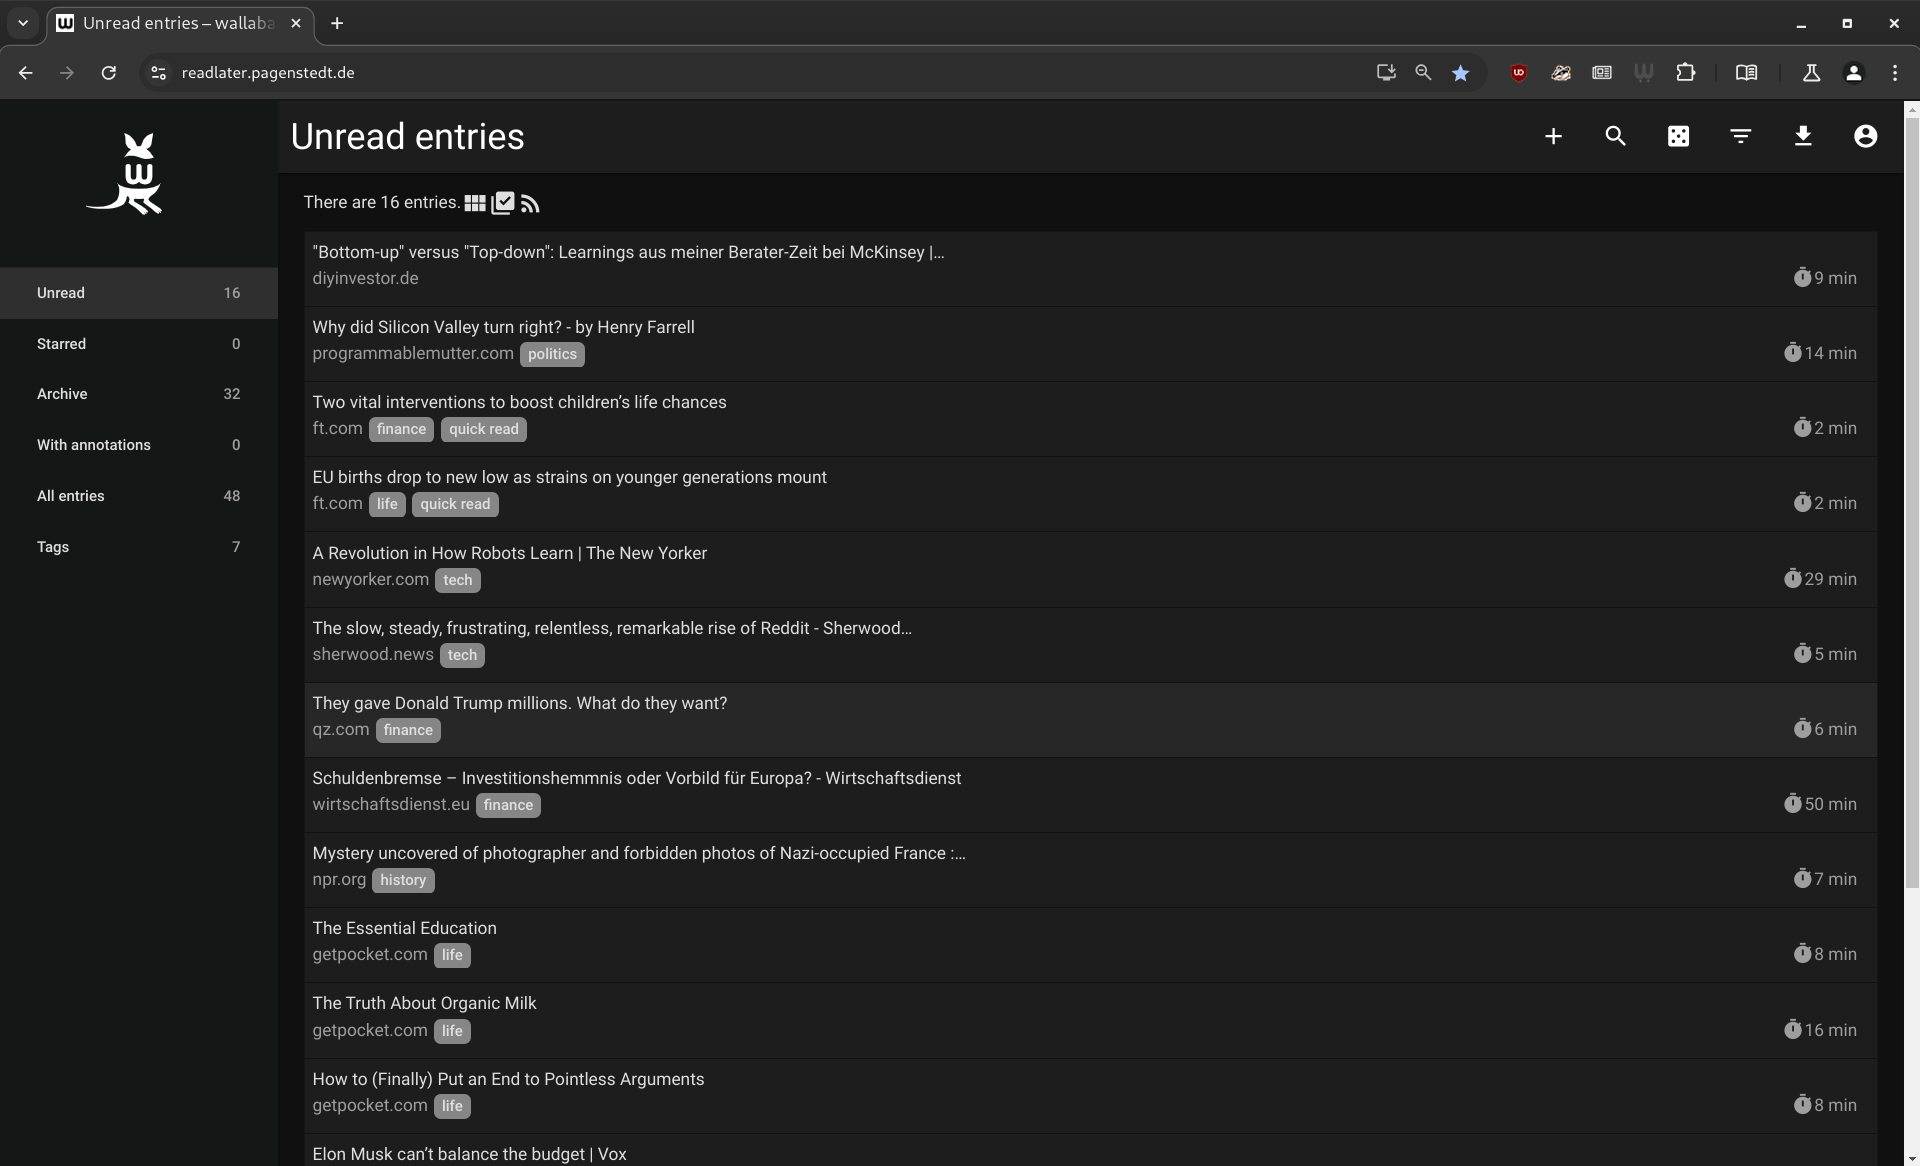 Unread entries – wallaba
readlater.pagenstedt.de
Unread entries
There are 16 entries.
Unread 16
Starred 0
Archive 32
With annotations 0
All entries 48
Tags 7
"Bottom-up" versus "Top-down": Learnings aus meiner Berater-Zeit bei McKinsey |...
diyinvestor.de 9 min
Why did Silicon Valley turn right? - by Henry Farrell
programmablemutter.com politics 14 min
Two vital interventions to boost children’s life chances
ft.com finance quick read 2 min
EU births drop to new low as strains on younger generations mount
ft.com life quick read 2 min
A Revolution in How Robots Learn | The New Yorker
newyorker.com tech 29 min
The slow, steady, frustrating, relentless, remarkable rise of Reddit - Sherwood...
sherwood.news tech 5 min
They gave Donald Trump millions. What do they want?
qz.com finance 6 min
Schuldenbremse – Investitionshemmnis oder Vorbild für Europa? - Wirtschaftsdienst
wirtschaftsdienst.eu finance 50 min
Mystery uncovered of photographer and forbidden photos of Nazi-occupied France :...
npr.org history 7 min
The Essential Education
getpocket.com life 8 min
The Truth About Organic Milk
getpocket.com life 16 min
How to (Finally) Put an End to Pointless Arguments
getpocket.com life 8 min
Elon Musk can’t balance the budget | Vox